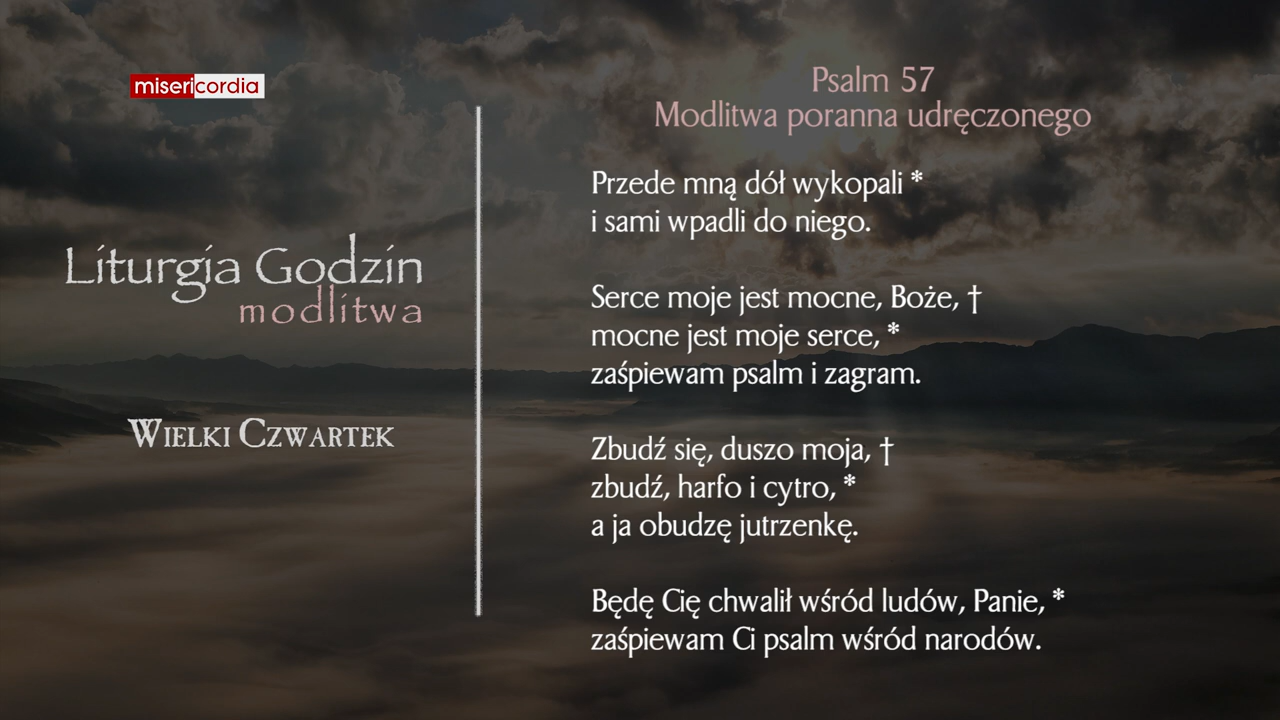 misericordia
Liturgia Godzin
modlitwa
Wielki Czwartek
Psalm 57
Modlitwa poranna udręczonego
Przede mną dół wykopali *
i sami wpadli do niego.
Serce moje jest mocne, Boże, †
mocne jest moje serce, *
zaśpiewam psalm i zagram.
Zbudź się, duszo moja, †
zbudź, harfo i cytro, *
a ja obudzę jutrzenkę.
Będę Cię chwalił wśród ludów, Panie, *
zaśpiewam Ci psalm wśród narodów.